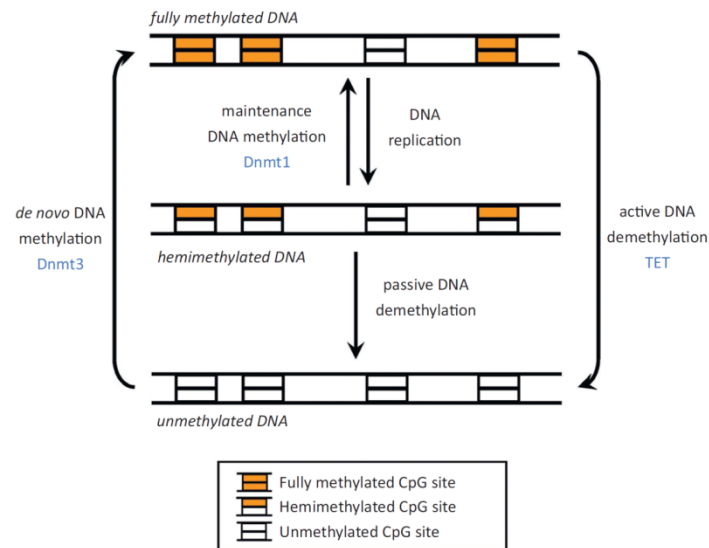 fully methylated DNA
maintenance
DNA methylation
Dnmt1
DNA
replication
de novo DNA
methylation
Dnmt3
active DNA
demethylation
TET
hemimethylated DNA
passive DNA
demethylation
unmethylated DNA
Fully methylated CpG site
Hemimethylated CpG site
Unmethylated CpG site